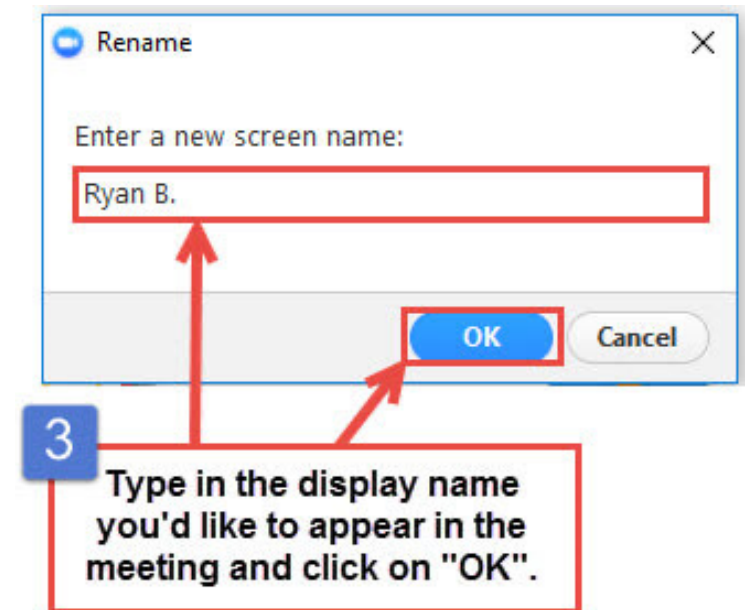 Rename
Enter a new screen name:
Ryan B.
OK
Cancel
3
Type in the display name
you'd like to appear in the
meeting and click on "OK".